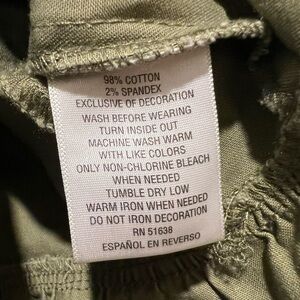 98% COTTON
2% SPANDEX
EXCLUSIVE OF DECORATION
WASH BEFORE WEARING
TURN INSIDE OUT
MACHINE WASH WARM
WITH LIKE COLORS
ONLY NON-CHLORINE BLEACH
WHEN NEEDED
TUMBLE DRY LOW
WARM IRON WHEN NEEDED
DO NOT IRON DECORATION
RN 51638
ESPAÑOL EN REVERSO